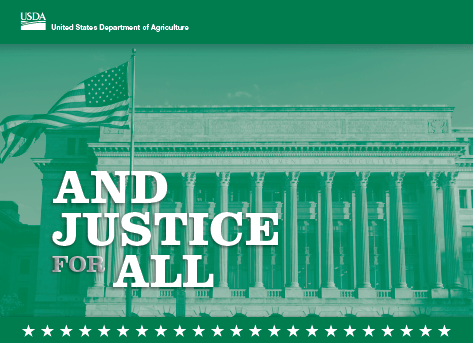 USDA
United States Department of Agriculture
AND
JUSTICE
FOR ALL